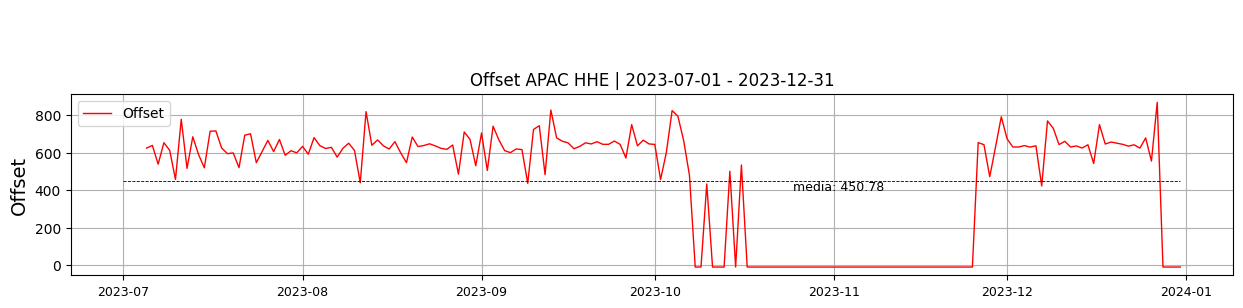 Offset APAC HHE | 2023-07-01 - 2023-12-31
Offset
Offset
800
600
400
200
0
media: 450.78
2023-07 2023-08 2023-09 2023-10 2023-11 2023-12 2024-01